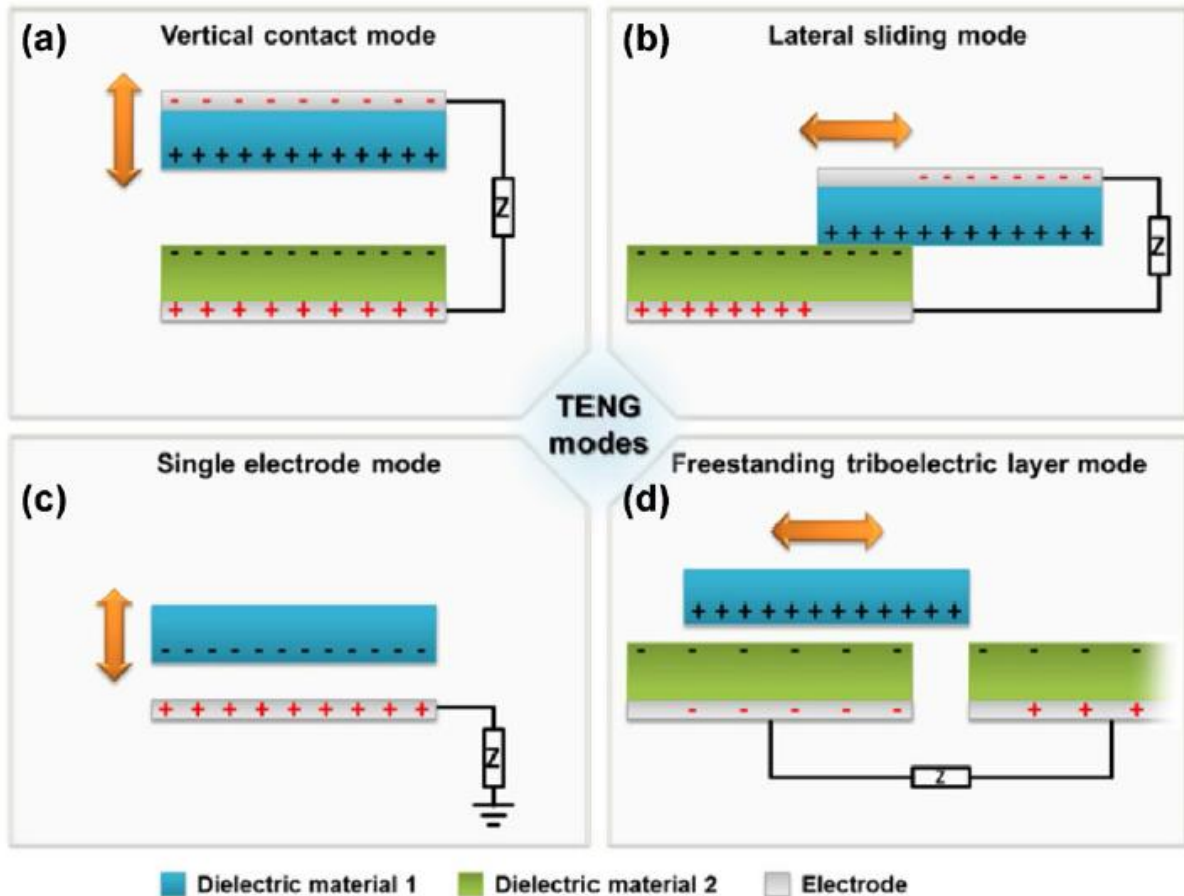 (a)
Vertical contact mode
- - - - - - - - -
+ + + + + + + + + + + +
Z
- - - - - - - - - - - -
+ + + + + + + + +
(b)
Lateral sliding mode
- - - - - - - -
+ + + + + + + + + + + +
Z
- - - - - - - - - - - -
+ + + + + + + +
TENG
modes
(c)
Single electrode mode
- - - - - - - - - - - -
+ + + + + + + + +
Z
(d)
Freestanding triboelectric layer mode
+ + + + + + + + + + + +
- - - - - - - - -
- - - - - + + +
Z
Dielectric material 1 Dielectric material 2 Electrode